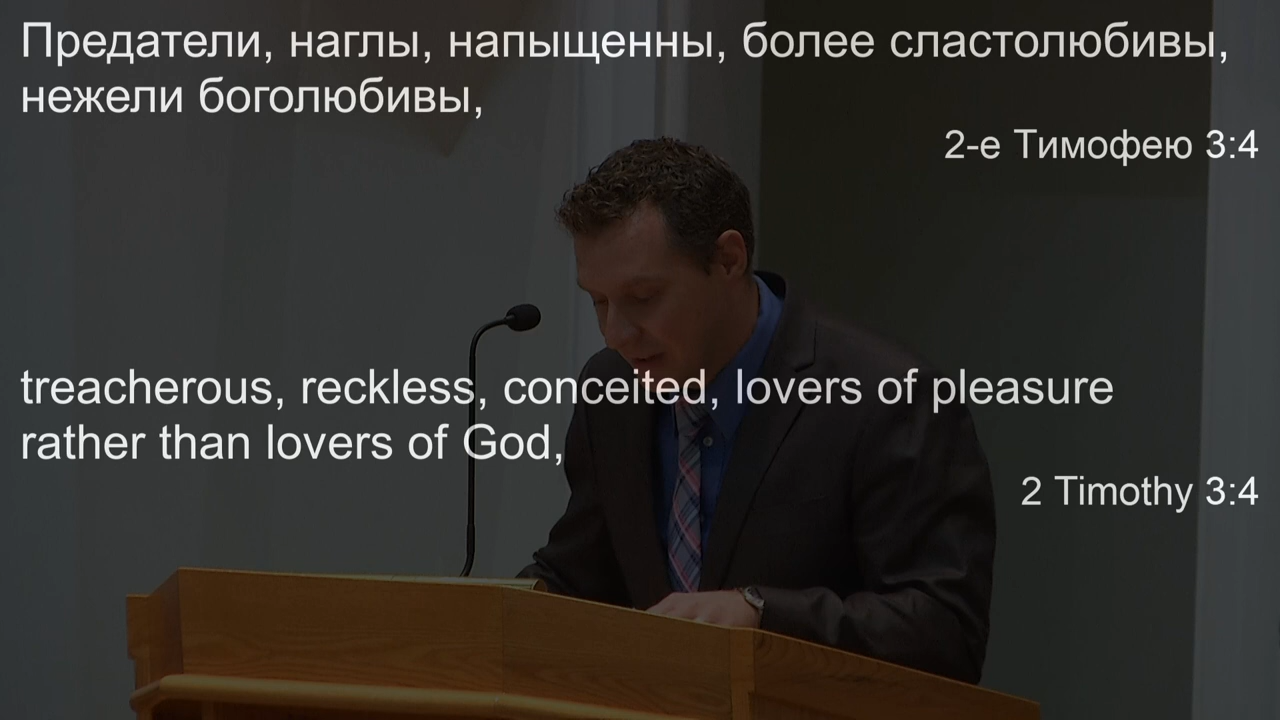 Предатели, наглы, напыщенны, более сластолюбивы,
нежели боголюбивы,
2-е Тимофею 3:4
treacherous, reckless, conceited, lovers of pleasure
rather than lovers of God,
2 Timothy 3:4